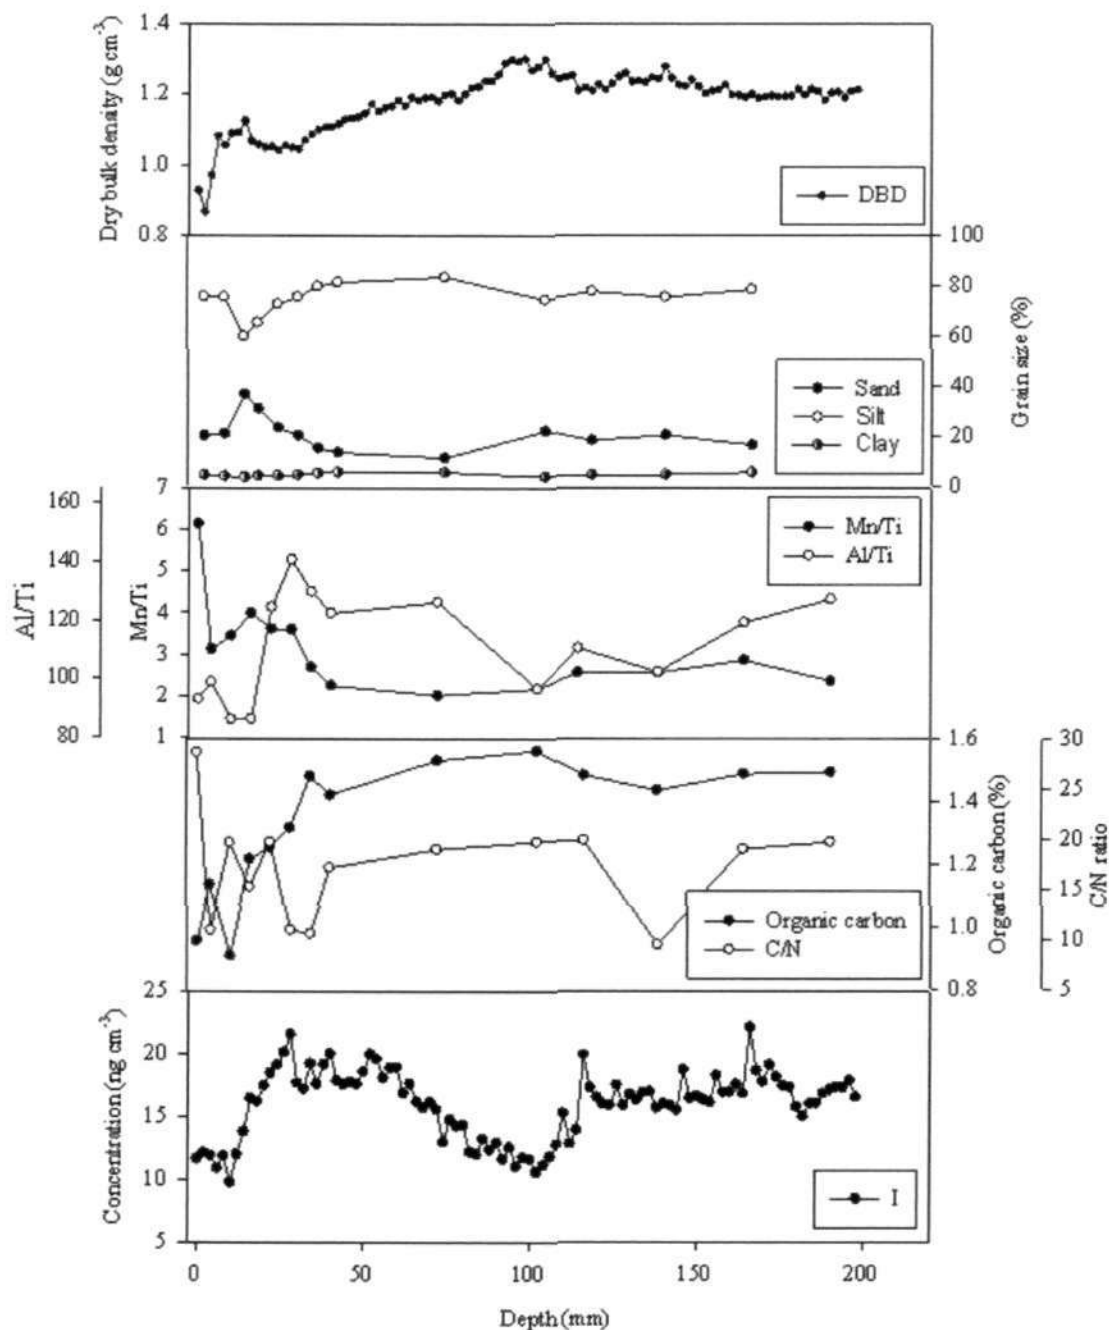 Dry bulk density (g cm-3)
1.4
1.2
1.0
0.8
DBD
100
80
60
40
20
0
Grain size (%)
Sand
Silt
Clay
Al/Ti
160
140
120
100
80
Mn/Ti
7
6
5
4
3
2
1
Mn/Ti
Al/Ti
1.6
1.4
1.2
1.0
0.8
Organic carbon (%)
30
25
20
15
10
5
C/N ratio
Organic carbon
C/N
Concentration (ng cm-3)
25
20
15
10
5
I
0
50
100
150
200
Depth (mm)